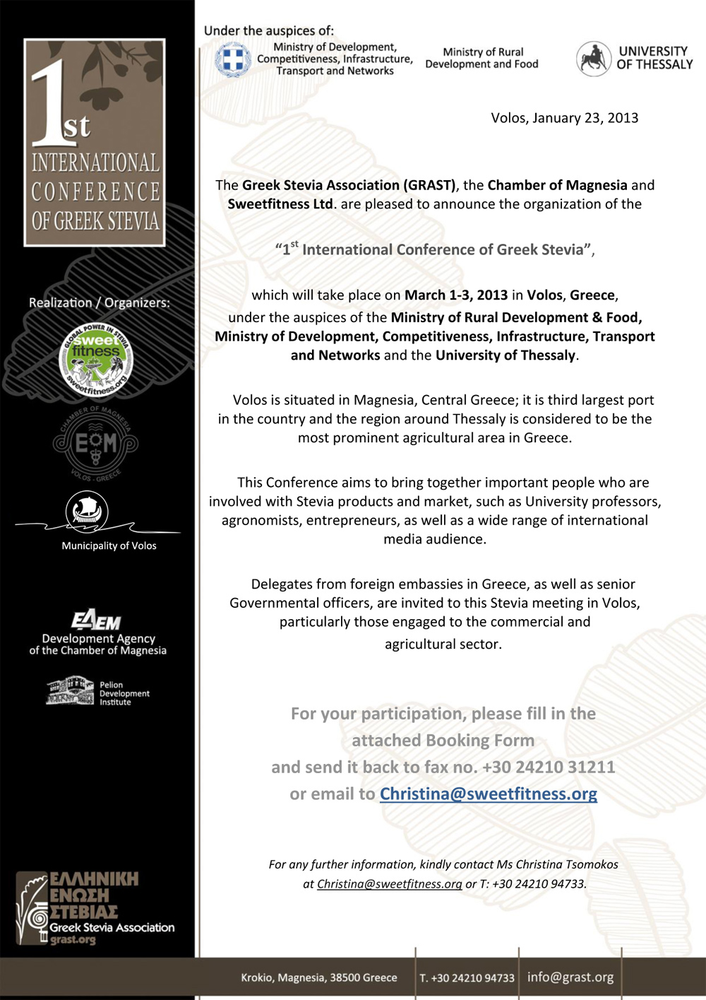 Under the auspices of:
Ministry of Development,
Competitiveness, Infrastructure,
Transport and Networks
Ministry of Rural
Development and Food
UNIVERSITY
OF THESSALY
1st
INTERNATIONAL
CONFERENCE
OF GREEK STEVIA
Volos, January 23, 2013
The Greek Stevia Association (GRAST), the Chamber of Magnesia and
Sweetfitness Ltd. are pleased to announce the organization of the
“1st International Conference of Greek Stevia”,
which will take place on March 1-3, 2013 in Volos, Greece,
under the auspices of the Ministry of Rural Development & Food,
Ministry of Development, Competitiveness, Infrastructure, Transport
and Networks and the University of Thessaly.
Volos is situated in Magnesia, Central Greece; it is third largest port
in the country and the region around Thessaly is considered to be the
most prominent agricultural area in Greece.
This Conference aims to bring together important people who are
involved with Stevia products and market, such as University professors,
agronomists, entrepreneurs, as well as a wide range of international
media audience.
Delegates from foreign embassies in Greece, as well as senior
Governmental officers, are invited to this Stevia meeting in Volos,
particularly those engaged to the commercial and
agricultural sector.
For your participation, please fill in the
attached Booking Form
and send it back to fax no. +30 24210 31211
or email to Christina@sweetfitness.org
For any further information, kindly contact Ms Christina Tsomokos
at Christina@sweetfitness.org or T: +30 24210 94733.
Realization / Organizers:
GLOBAL POWER IN STEVIA
sweet
fitness
sweetfitness.org
CHAMBER OF MAGNESIA
EΘM
VOLOS - GREECE
Municipality of Volos
ΕΔΕΜ
Development Agency
of the Chamber of Magnesia
Pelion
Development
Institute
ΕΛΛΗΝΙΚΗ
ΕΝΩΣΗ
ΣΤΕΒΙΑΣ
Greek Stevia Association
grast.org
Krokio, Magnesia, 38500 Greece
T. +30 24210 94733
info@grast.org